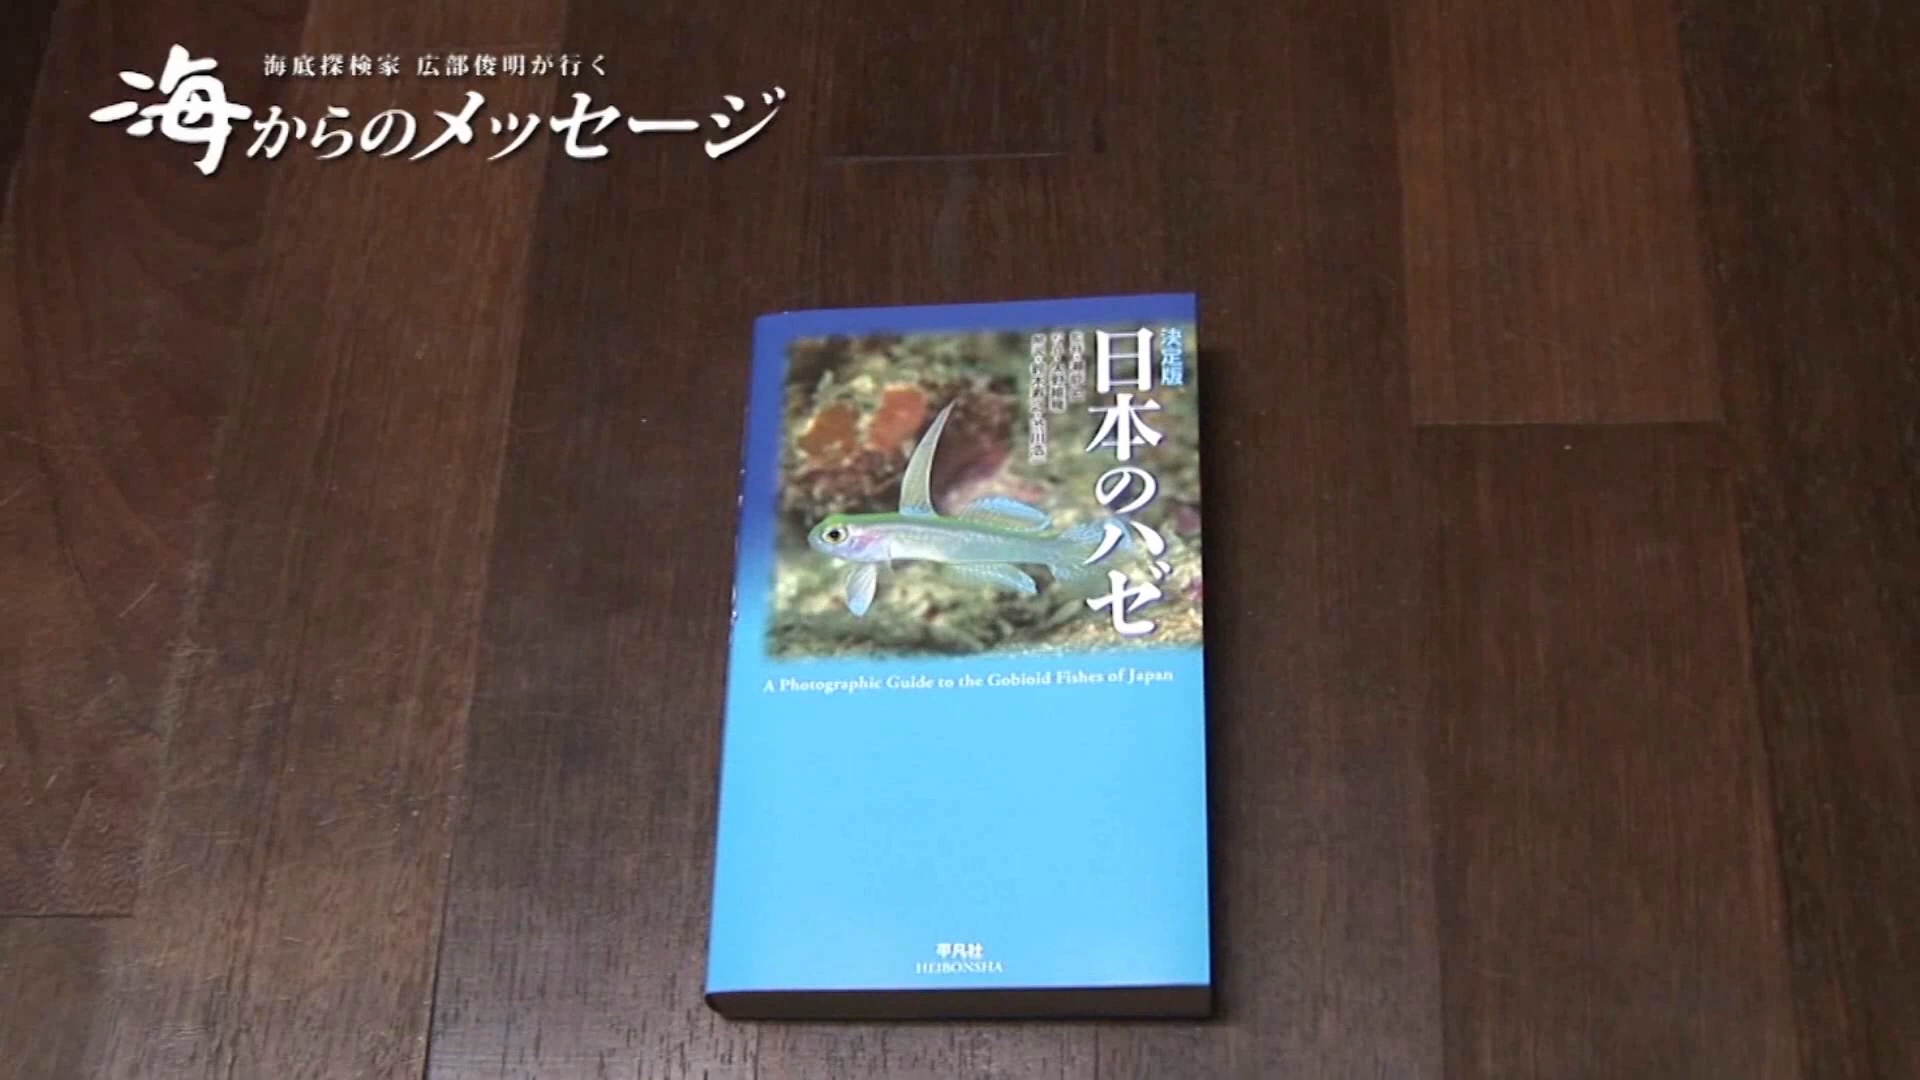 海底探検家 広部俊明が行く
海からのメッセージ
決定版
日本のハゼ
A Photographic Guide to the Gobioid Fishes of Japan
平凡社
HEIBONSHA